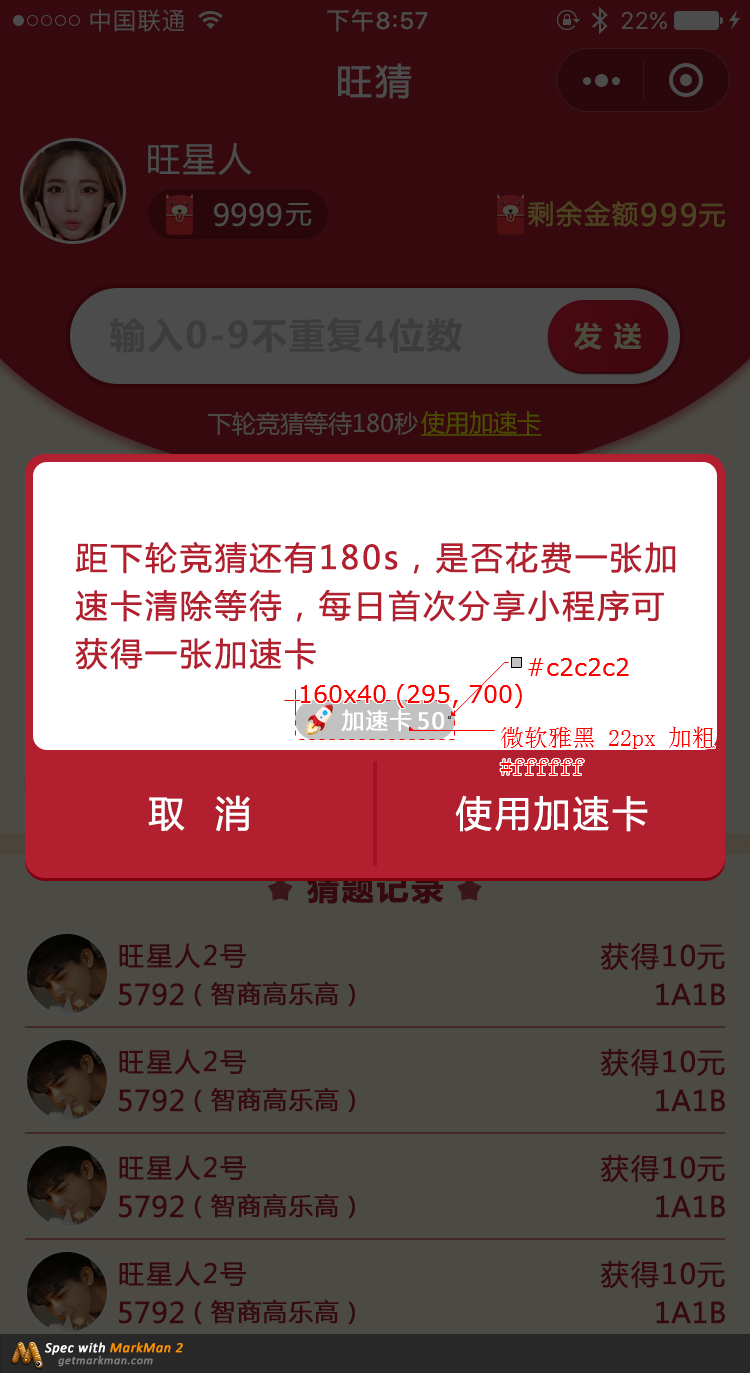 中国联通
下午8:57
22%
旺猜
旺星人
9999元
剩余金额999元
输入0-9不重复4位数
发 送
下轮竞猜等待180秒 使用加速卡
距下轮竞猜还有180s，是否花费一张加
速卡清除等待，每日首次分享小程序可
获得一张加速卡
#c2c2c2
160x40 (295, 700)
加速卡 50
微软雅黑 22px 加粗
#ffffff
取 消
使用加速卡
猜题记录
旺星人2号
获得10元
5792（智商高乐高）
1A1B
旺星人2号
获得10元
5792（智商高乐高）
1A1B
旺星人2号
获得10元
5792（智商高乐高）
1A1B
旺星人2号
获得10元
5792（智商高乐高）
1A1B
Spec with MarkMan 2
getmarkman.com